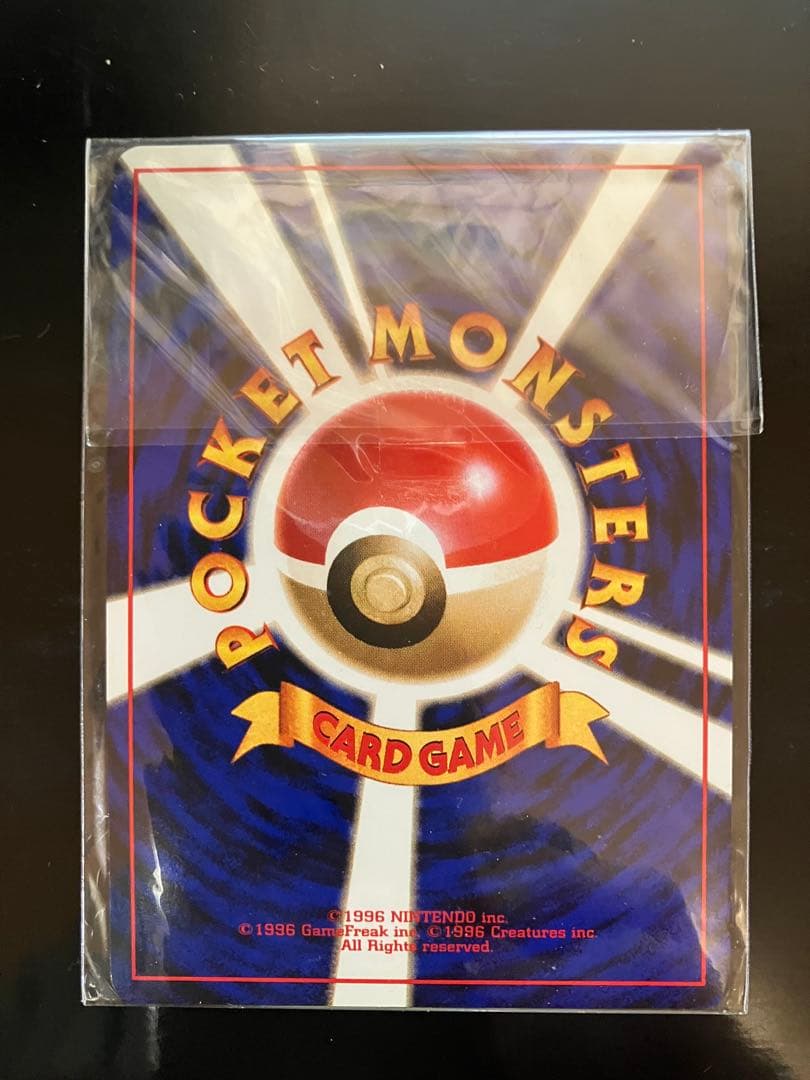 POCKET MONSTERS
CARD GAME
©1996 NINTENDO inc.
©1996 GameFreak inc. ©1996 Creatures inc.
All Rights reserved.